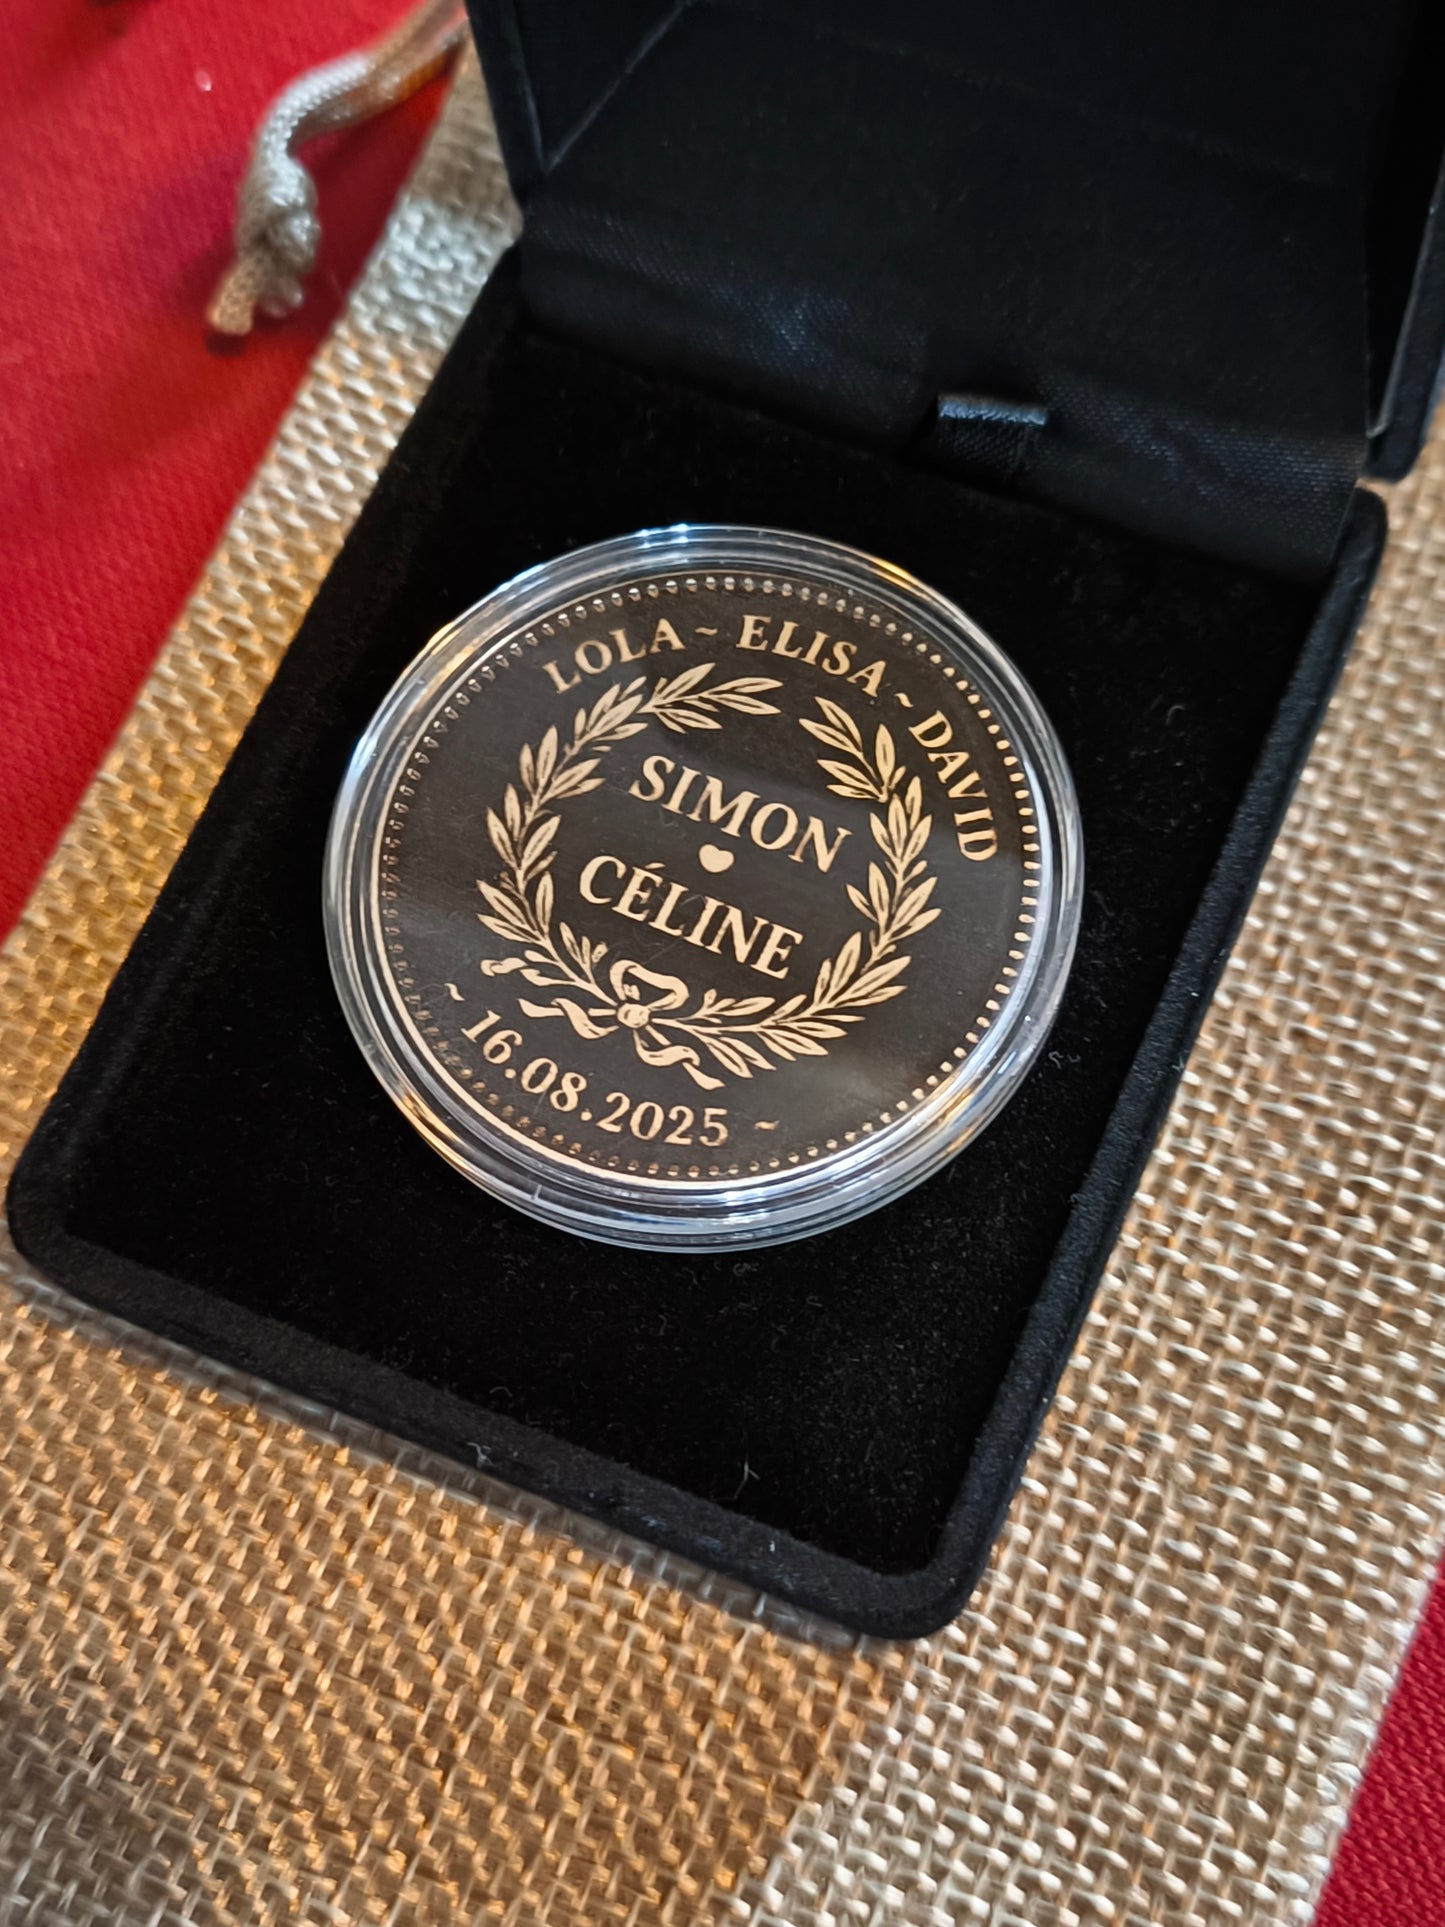 LOLA ~ ELISA ~ DAVID
SIMON
CÉLINE
~ 16.08.2025 ~